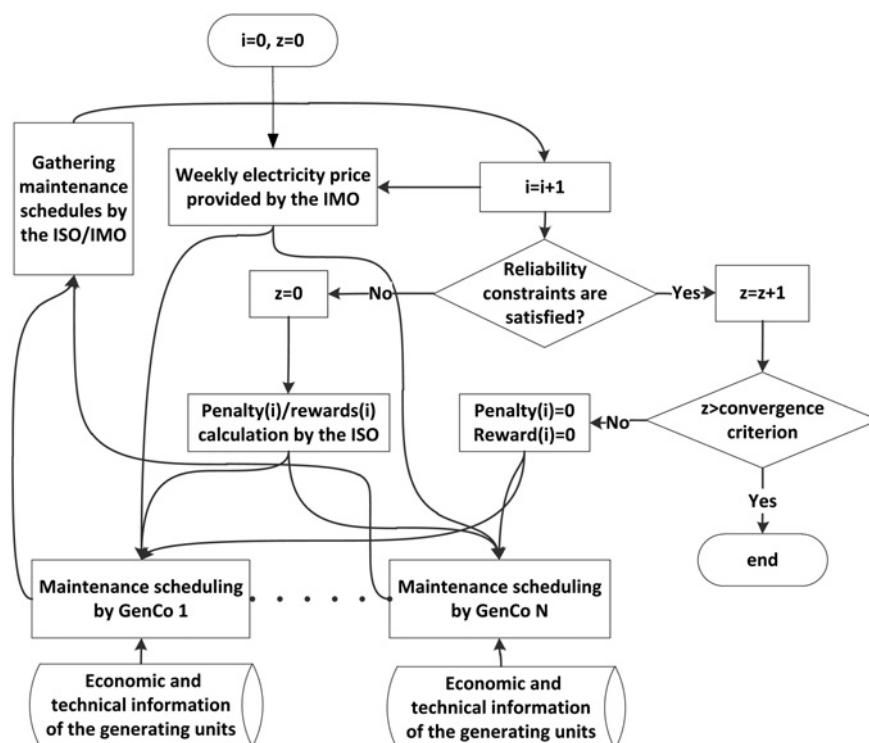 i=0, z=0
Gathering
maintenance
schedules by
the ISO/IMO
Weekly electricity price
provided by the IMO
i=i+1
Reliability
constraints are
satisfied?
No
Yes
z=0
z=z+1
Penalty(i)/rewards(i)
calculation by the ISO
Penalty(i)=0
Reward(i)=0
No
z>convergence
criterion
Yes
end
Maintenance scheduling
by GenCo 1
Maintenance scheduling
by GenCo N
Economic and
technical information
of the generating units
Economic and
technical information
of the generating units